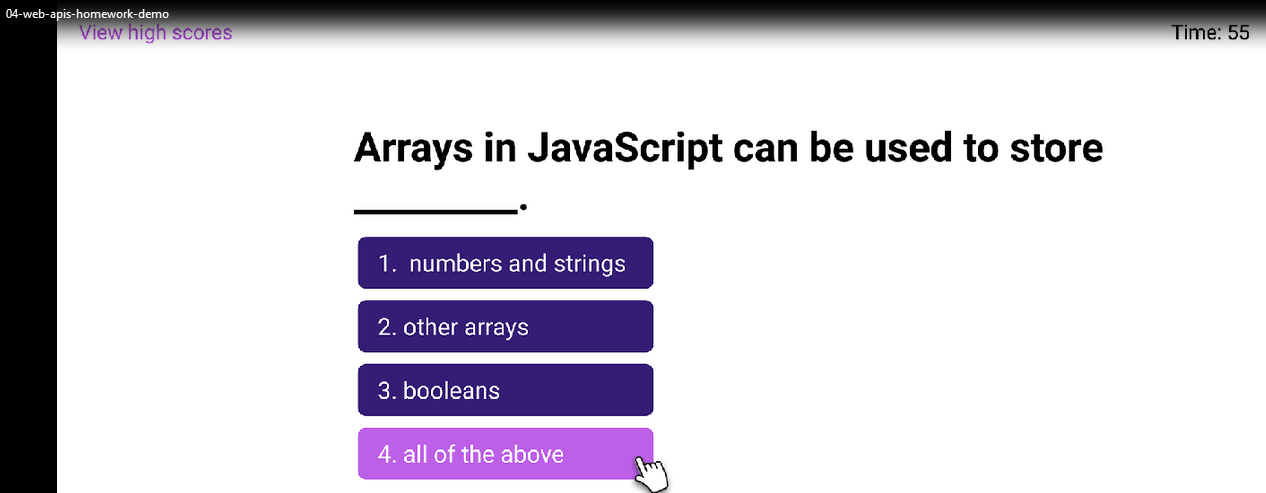 04-web-apis-homework-demo
View high scores
Time: 55
Arrays in JavaScript can be used to store
_________.
1. numbers and strings
2. other arrays
3. booleans
4. all of the above